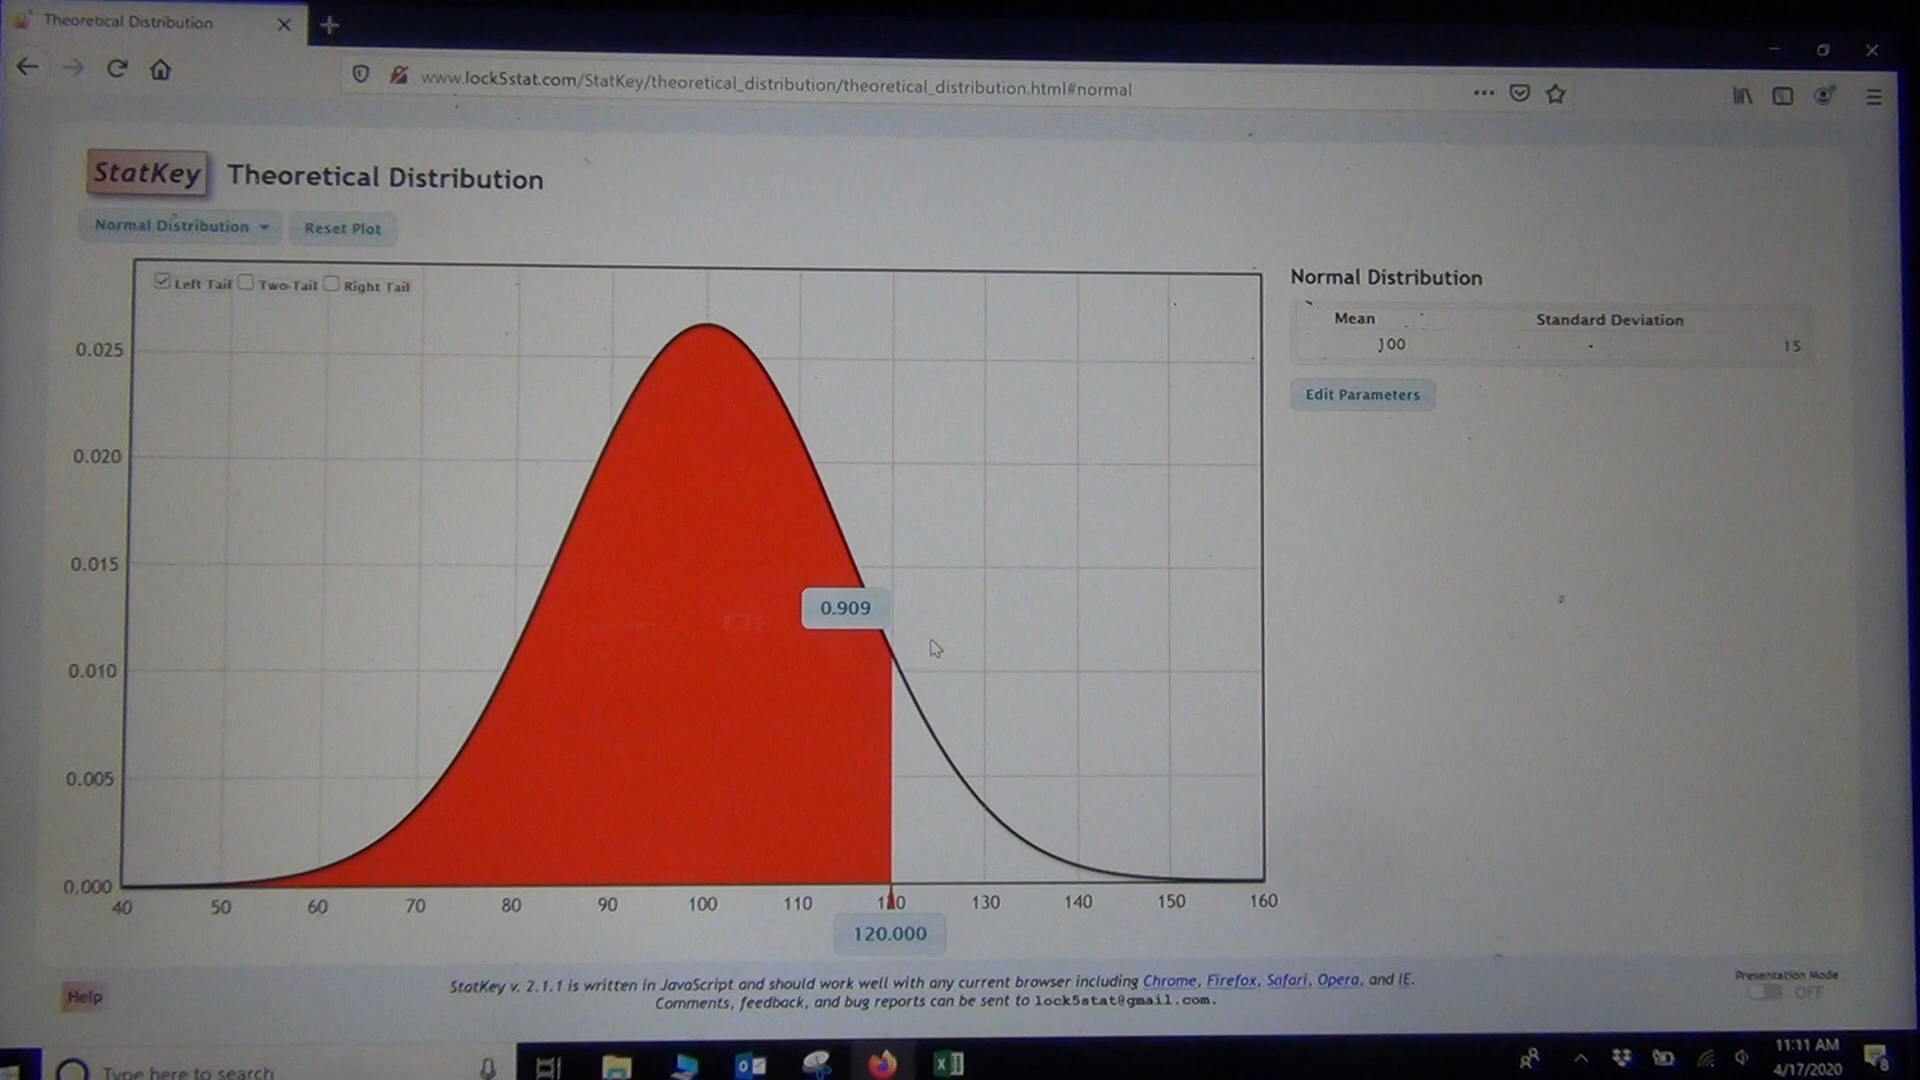 Theoretical Distribution
www.lock5stat.com/StatKey/theoretical_distribution/theoretical_distribution.html#normal
StatKey Theoretical Distribution
Normal Distribution Reset Plot
Left Tail Two-Tail Right Tail
Normal Distribution
Mean Standard Deviation
100 15
Edit Parameters
0.025
0.020
0.015
0.010
0.005
0.000
0.909
40 50 60 70 80 90 100 110 120 130 140 150 160
120.000
Help
StatKey v. 2.1.1 is written in JavaScript and should work well with any current browser including Chrome, Firefox, Safari, Opera, and IE.
Comments, feedback, and bug reports can be sent to lock5stat@gmail.com.
Presentation Mode
OFF
Type here to search
11:11 AM
4/17/2020
8